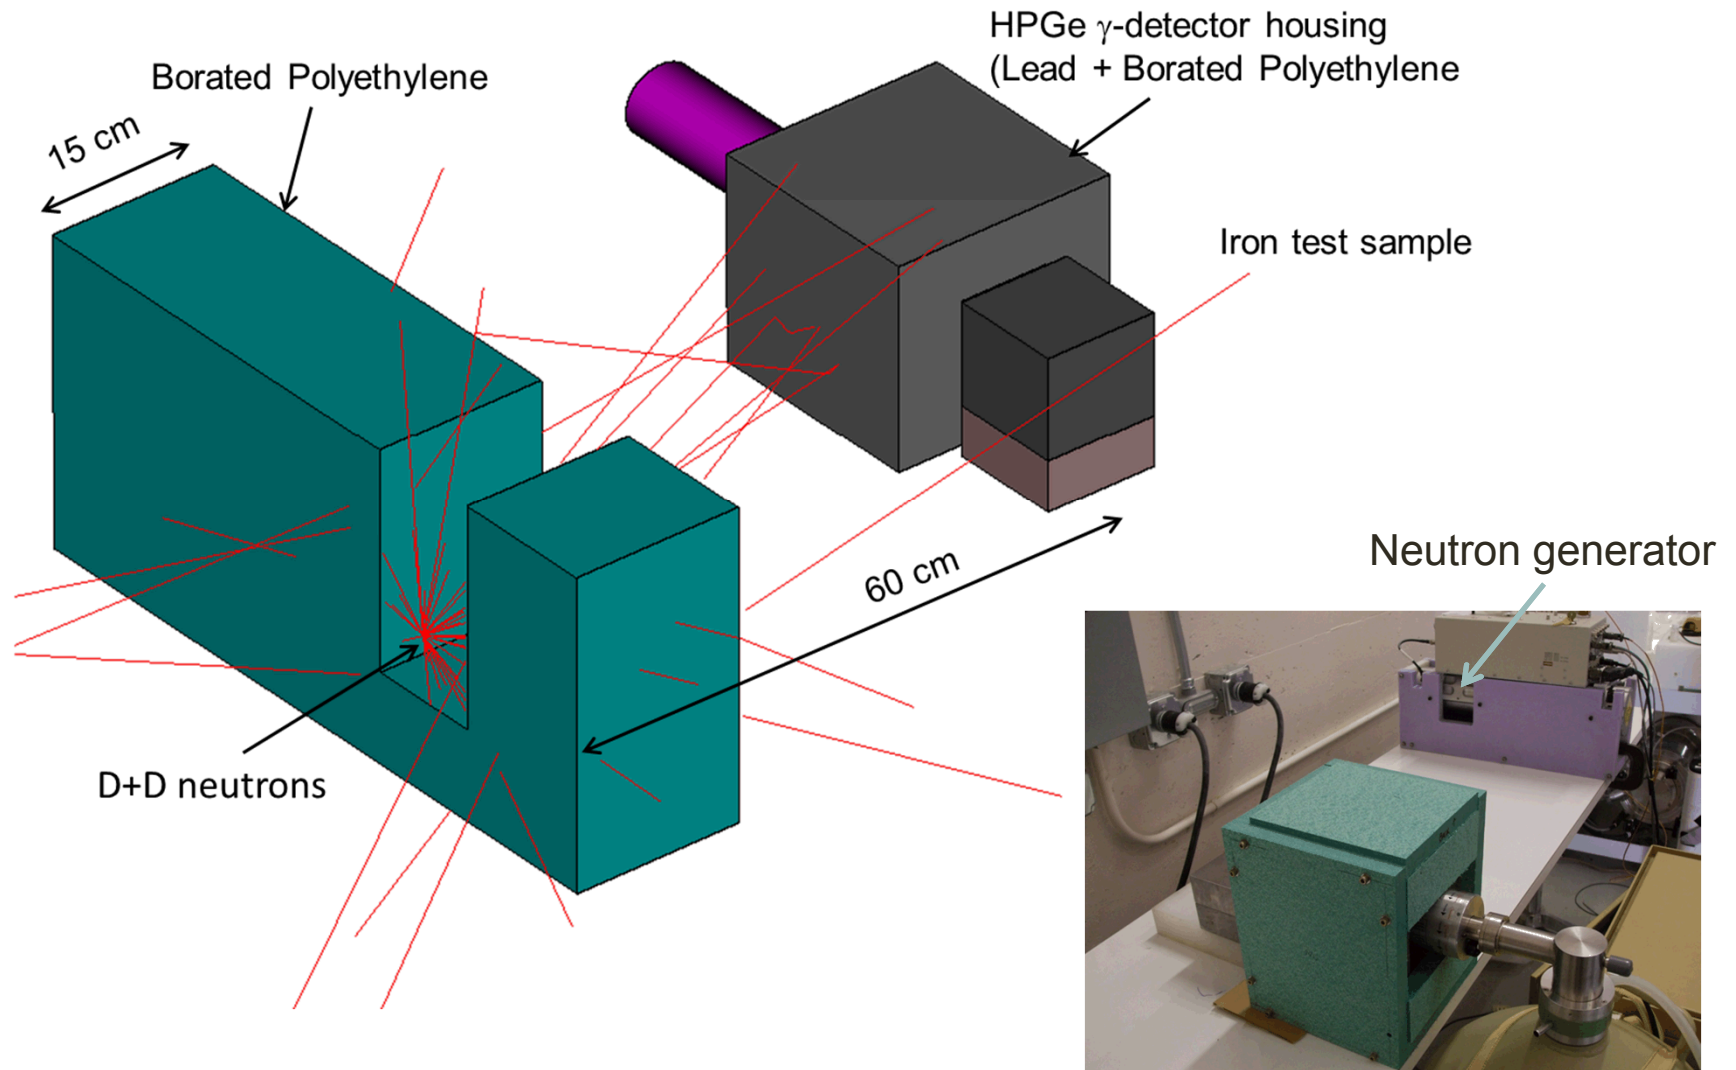 HPGe γ-detector housing
(Lead + Borated Polyethylene
Borated Polyethylene
15 cm
Iron test sample
Neutron generator
60 cm
D+D neutrons